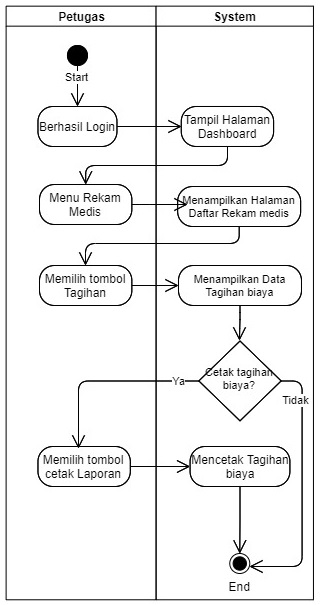 Petugas
System
Start
Berhasil Login
Tampil Halaman
Dashboard
Menu Rekam
Medis
Menampilkan Halaman
Daftar Rekam medis
Memilih tombol
Tagihan
Menampilkan Data
Tagihan biaya
Cetak tagihan
biaya?
Ya
Tidak
Memilih tombol
cetak Laporan
Mencetak Tagihan
biaya
End